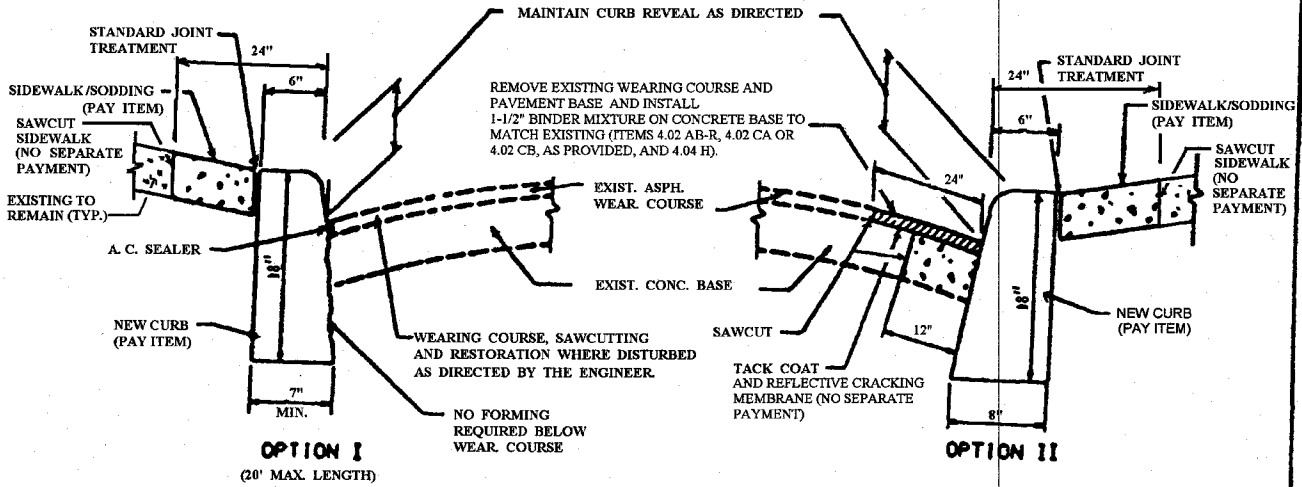 MAINTAIN CURB REVEAL AS DIRECTED
STANDARD JOINT
TREATMENT
24"
6"
SIDEWALK/SODDING
(PAY ITEM)
SAWCUT
SIDEWALK
(NO SEPARATE
PAYMENT)
EXISTING TO
REMAIN (TYP.)
A. C. SEALER
18"
NEW CURB
(PAY ITEM)
7"
MIN.
OPTION I
(20' MAX. LENGTH)
REMOVE EXISTING WEARING COURSE AND
PAVEMENT BASE AND INSTALL
1-1/2" BINDER MIXTURE ON CONCRETE BASE TO
MATCH EXISTING (ITEMS 4.02 AB-R, 4.02 CA OR
4.02 CB, AS PROVIDED, AND 4.04 H).
EXIST. ASPH.
WEAR. COURSE
EXIST. CONC. BASE
WEARING COURSE, SAWCUTTING
AND RESTORATION WHERE DISTURBED
AS DIRECTED BY THE ENGINEER.
NO FORMING
REQUIRED BELOW
WEAR. COURSE
STANDARD JOINT
TREATMENT
24"
6"
SIDEWALK/SODDING
(PAY ITEM)
SAWCUT
SIDEWALK
(NO
SEPARATE
PAYMENT)
24"
18"
SAWCUT
12"
TACK COAT
AND REFLECTIVE CRACKING
MEMBRANE (NO SEPARATE
PAYMENT)
NEW CURB
(PAY ITEM)
8"
OPTION II